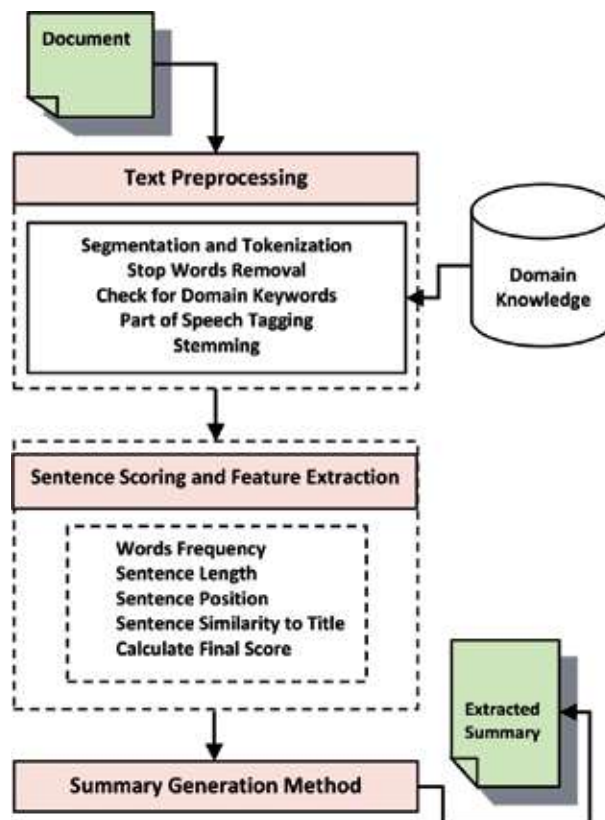 Document
Text Preprocessing
Segmentation and Tokenization
Stop Words Removal
Check for Domain Keywords
Part of Speech Tagging
Stemming
Domain
Knowledge
Sentence Scoring and Feature Extraction
Words Frequency
Sentence Length
Sentence Position
Sentence Similarity to Title
Calculate Final Score
Extracted
Summary
Summary Generation Method